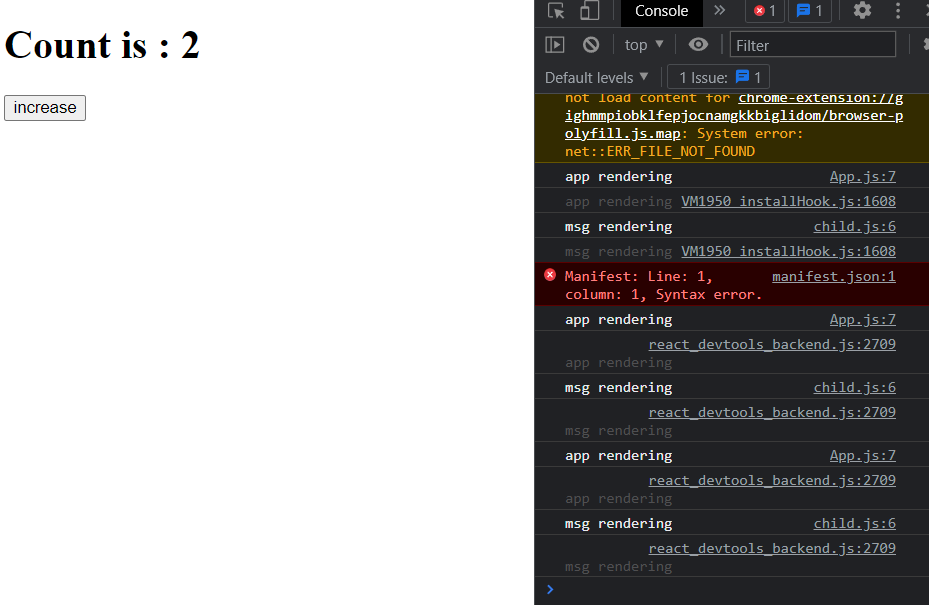 Count is : 2
increase
Console 1 1
top Filter
Default levels 1 Issue: 1
not load content for chrome-extension://g
ighmmpiobklfepjocnamgkkbiglidom/browser-p
olyfill.js.map: System error:
net::ERR_FILE_NOT_FOUND
app rendering App.js:7
app rendering VM1950 installHook.js:1608
msg rendering child.js:6
msg rendering VM1950 installHook.js:1608
Manifest: Line: 1, manifest.json:1
column: 1, Syntax error.
app rendering App.js:7
react_devtools_backend.js:2709
app rendering
msg rendering child.js:6
react_devtools_backend.js:2709
msg rendering
app rendering App.js:7
react_devtools_backend.js:2709
app rendering
msg rendering child.js:6
react_devtools_backend.js:2709
msg rendering